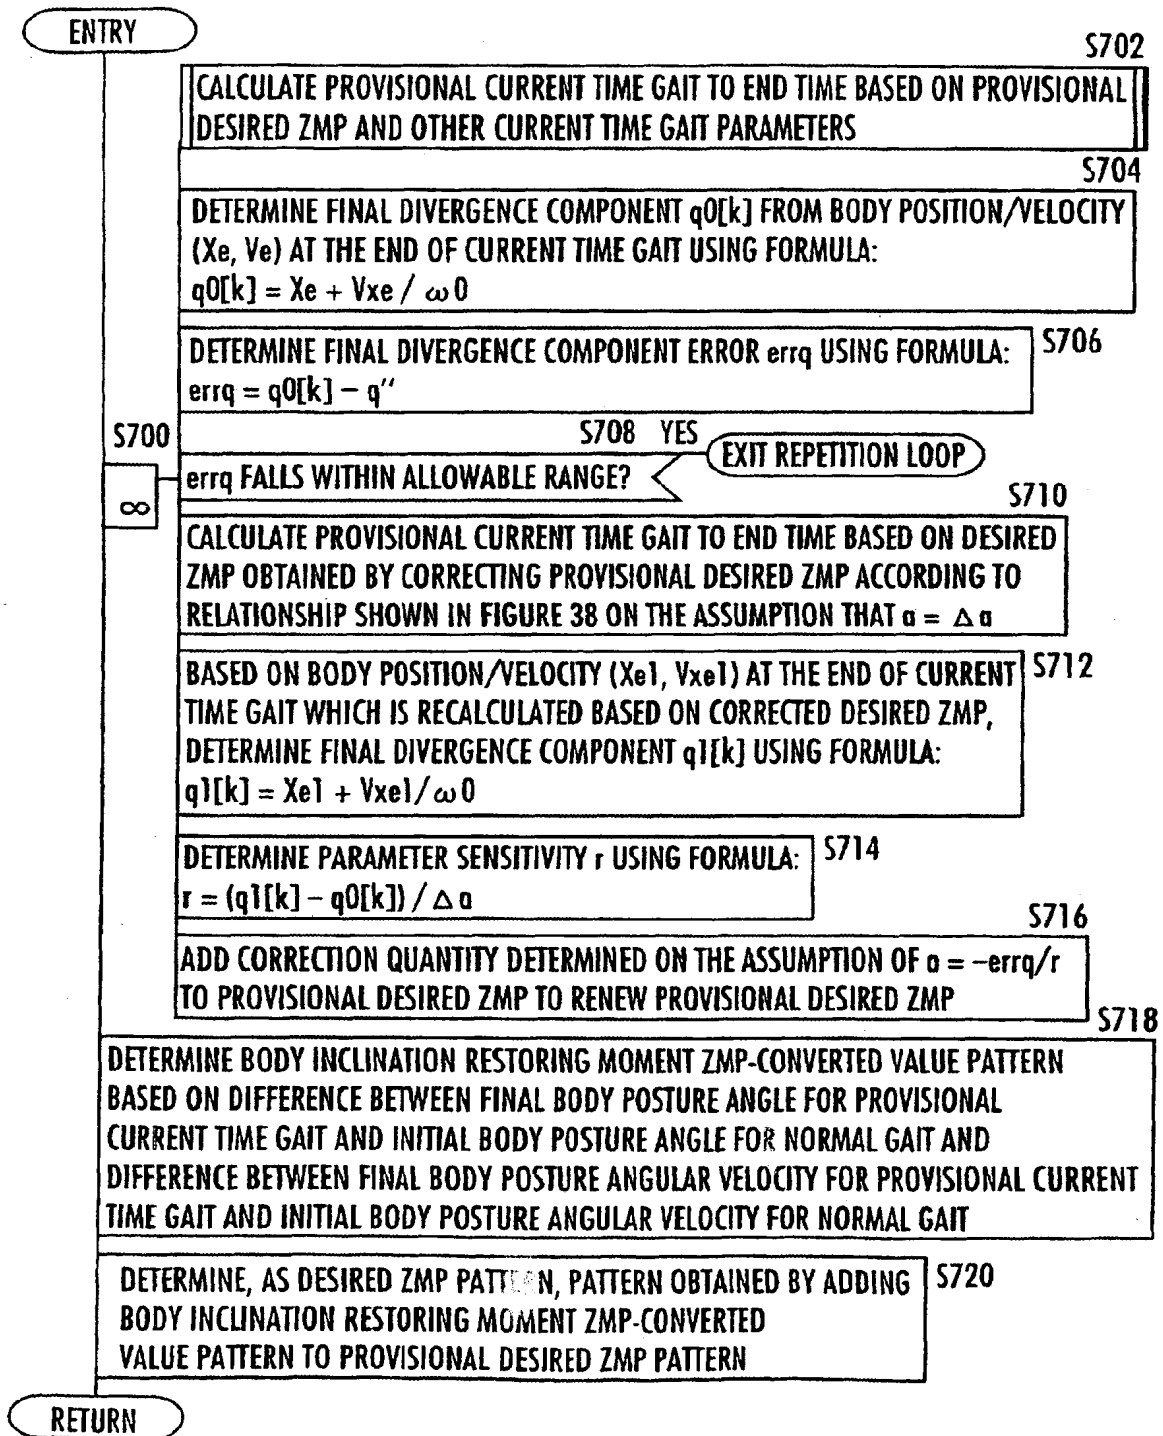 ENTRY
S702
CALCULATE PROVISIONAL CURRENT TIME GAIT TO END TIME BASED ON PROVISIONAL
DESIRED ZMP AND OTHER CURRENT TIME GAIT PARAMETERS
S704
DETERMINE FINAL DIVERGENCE COMPONENT q0[k] FROM BODY POSITION/VELOCITY
(Xe, Ve) AT THE END OF CURRENT TIME GAIT USING FORMULA:
q0[k] = Xe + Vxe / ω0
S706
DETERMINE FINAL DIVERGENCE COMPONENT ERROR errq USING FORMULA:
errq = q0[k] − q″
S700
∞
S708 YES
errq FALLS WITHIN ALLOWABLE RANGE?
EXIT REPETITION LOOP
S710
CALCULATE PROVISIONAL CURRENT TIME GAIT TO END TIME BASED ON DESIRED
ZMP OBTAINED BY CORRECTING PROVISIONAL DESIRED ZMP ACCORDING TO
RELATIONSHIP SHOWN IN FIGURE 38 ON THE ASSUMPTION THAT a = Δa
S712
BASED ON BODY POSITION/VELOCITY (Xe1, Vxe1) AT THE END OF CURRENT
TIME GAIT WHICH IS RECALCULATED BASED ON CORRECTED DESIRED ZMP,
DETERMINE FINAL DIVERGENCE COMPONENT q1[k] USING FORMULA:
q1[k] = Xe1 + Vxe1/ω0
S714
DETERMINE PARAMETER SENSITIVITY r USING FORMULA:
r = (q1[k] − q0[k]) / Δa
S716
ADD CORRECTION QUANTITY DETERMINED ON THE ASSUMPTION OF a = −errq/r
TO PROVISIONAL DESIRED ZMP TO RENEW PROVISIONAL DESIRED ZMP
S718
DETERMINE BODY INCLINATION RESTORING MOMENT ZMP-CONVERTED VALUE PATTERN
BASED ON DIFFERENCE BETWEEN FINAL BODY POSTURE ANGLE FOR PROVISIONAL
CURRENT TIME GAIT AND INITIAL BODY POSTURE ANGLE FOR NORMAL GAIT AND
DIFFERENCE BETWEEN FINAL BODY POSTURE ANGULAR VELOCITY FOR PROVISIONAL CURRENT
TIME GAIT AND INITIAL BODY POSTURE ANGULAR VELOCITY FOR NORMAL GAIT
S720
DETERMINE, AS DESIRED ZMP PATTERN, PATTERN OBTAINED BY ADDING
BODY INCLINATION RESTORING MOMENT ZMP-CONVERTED
VALUE PATTERN TO PROVISIONAL DESIRED ZMP PATTERN
RETURN